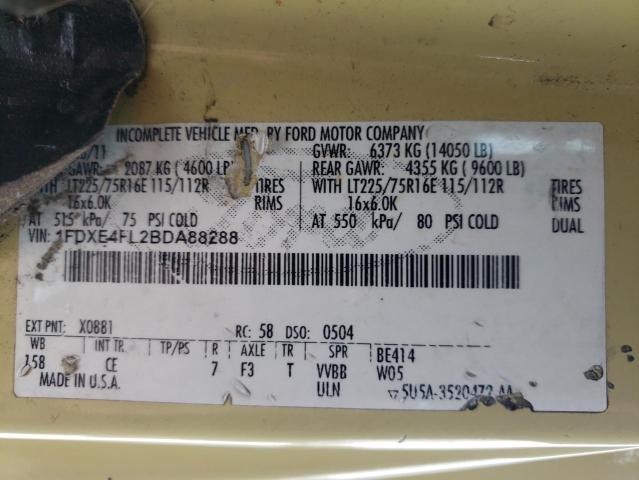 INCOMPLETE VEHICLE MFD. BY FORD MOTOR COMPANY
/11 GVWR: 6373 KG (14050 LB)
GAWR: 2087 KG ( 4600 LB) REAR GAWR: 4355 KG ( 9600 LB)
WITH LT225/75R16E 115/112R TIRES WITH LT225/75R16E 115/112R TIRES
16x6.0K RIMS 16x6.0K RIMS
AT 515 kPa/ 75 PSI COLD AT 550 kPa/ 80 PSI COLD DUAL
VIN: 1FDXE4FL2BDA88288
EXT PNT: X0881 RC: 58 DSO: 0504
WB INT TR. TP/PS R AXLE TR SPR BE414
158 CE 7 F3 T VVBB W05
MADE IN U.S.A. ULN 5U5A-3520472-AA